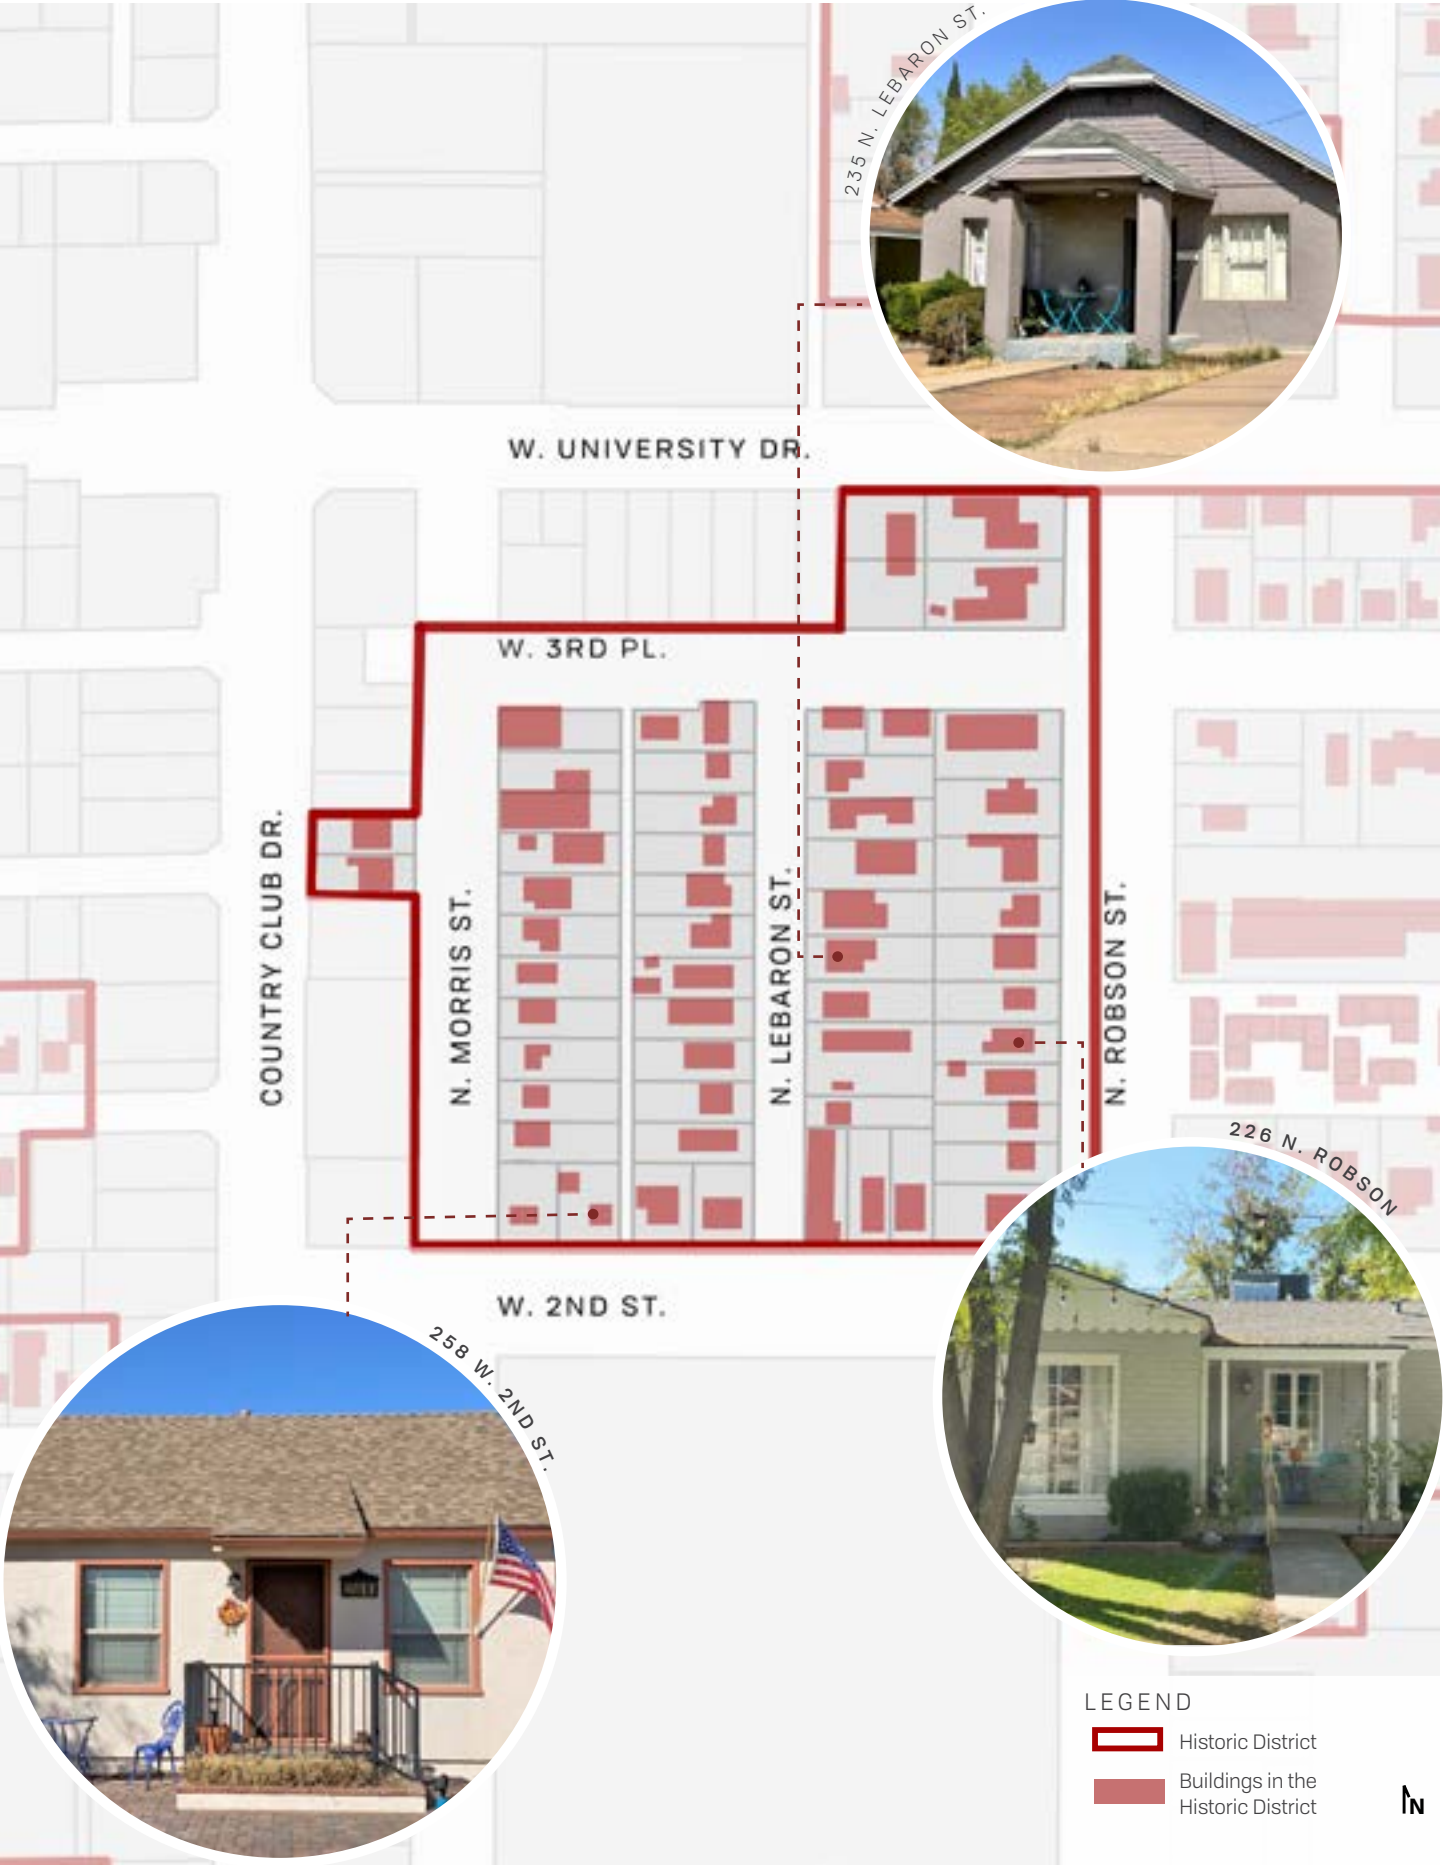 235 N. LEBARON ST.
W. UNIVERSITY DR.
W. 3RD PL.
COUNTRY CLUB DR.
N. MORRIS ST.
N. LEBARON ST.
N. ROBSON ST.
226 N. ROBSON
W. 2ND ST.
258 W. 2ND ST.
LEGEND
Historic District
Buildings in the
Historic District
N